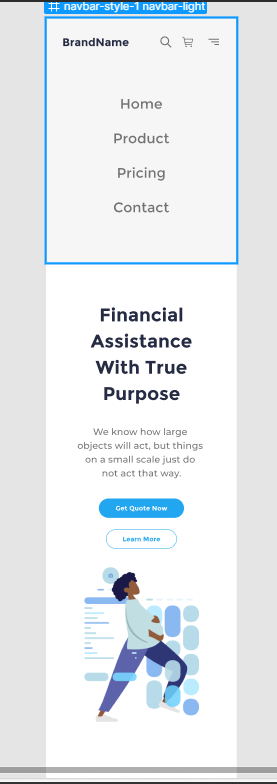 navbar-style-1 navbar-light
BrandName
Home
Product
Pricing
Contact
Financial
Assistance
With True
Purpose
We know how large
objects will act, but things
on a small scale just do
not act that way.
Get Quote Now
Learn More